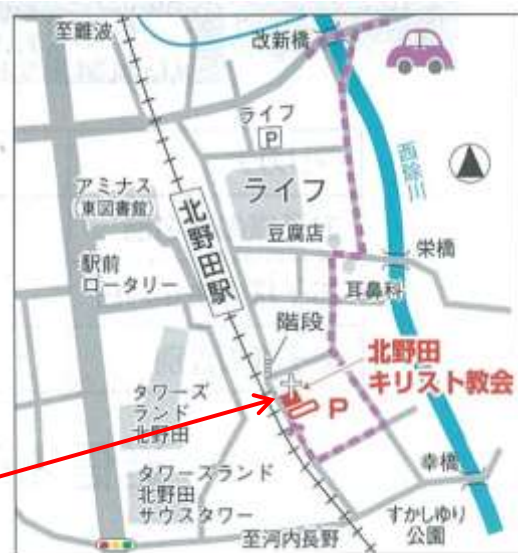 至難波
改新橋
ライフ
P
西除川
アミナス
(東図書館)
ライフ
北野田駅
豆腐店
栄橋
駅前
ロータリー
耳鼻科
階段
北野田
キリスト教会
P
タワーズ
ランド
北野田
タワーズランド
北野田
サウスタワー
幸橋
すかしゆり
公園
至河内長野